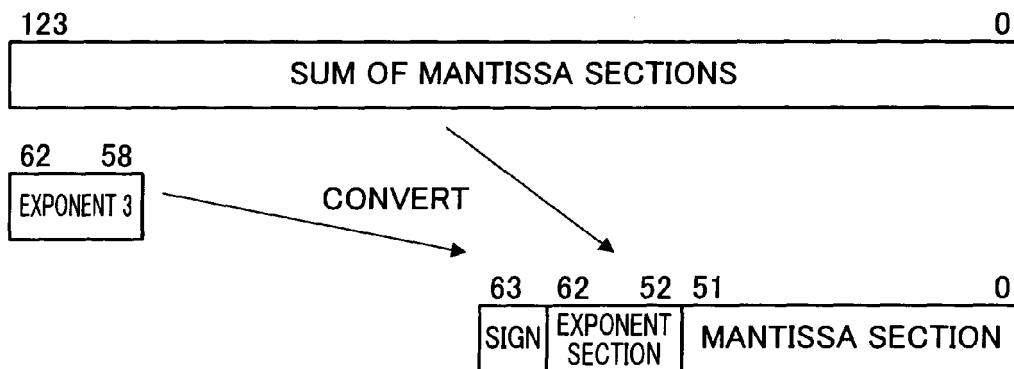 123 0
SUM OF MANTISSA SECTIONS
62 58
EXPONENT 3
CONVERT
63 62 52 51 0
SIGN EXPONENT SECTION MANTISSA SECTION